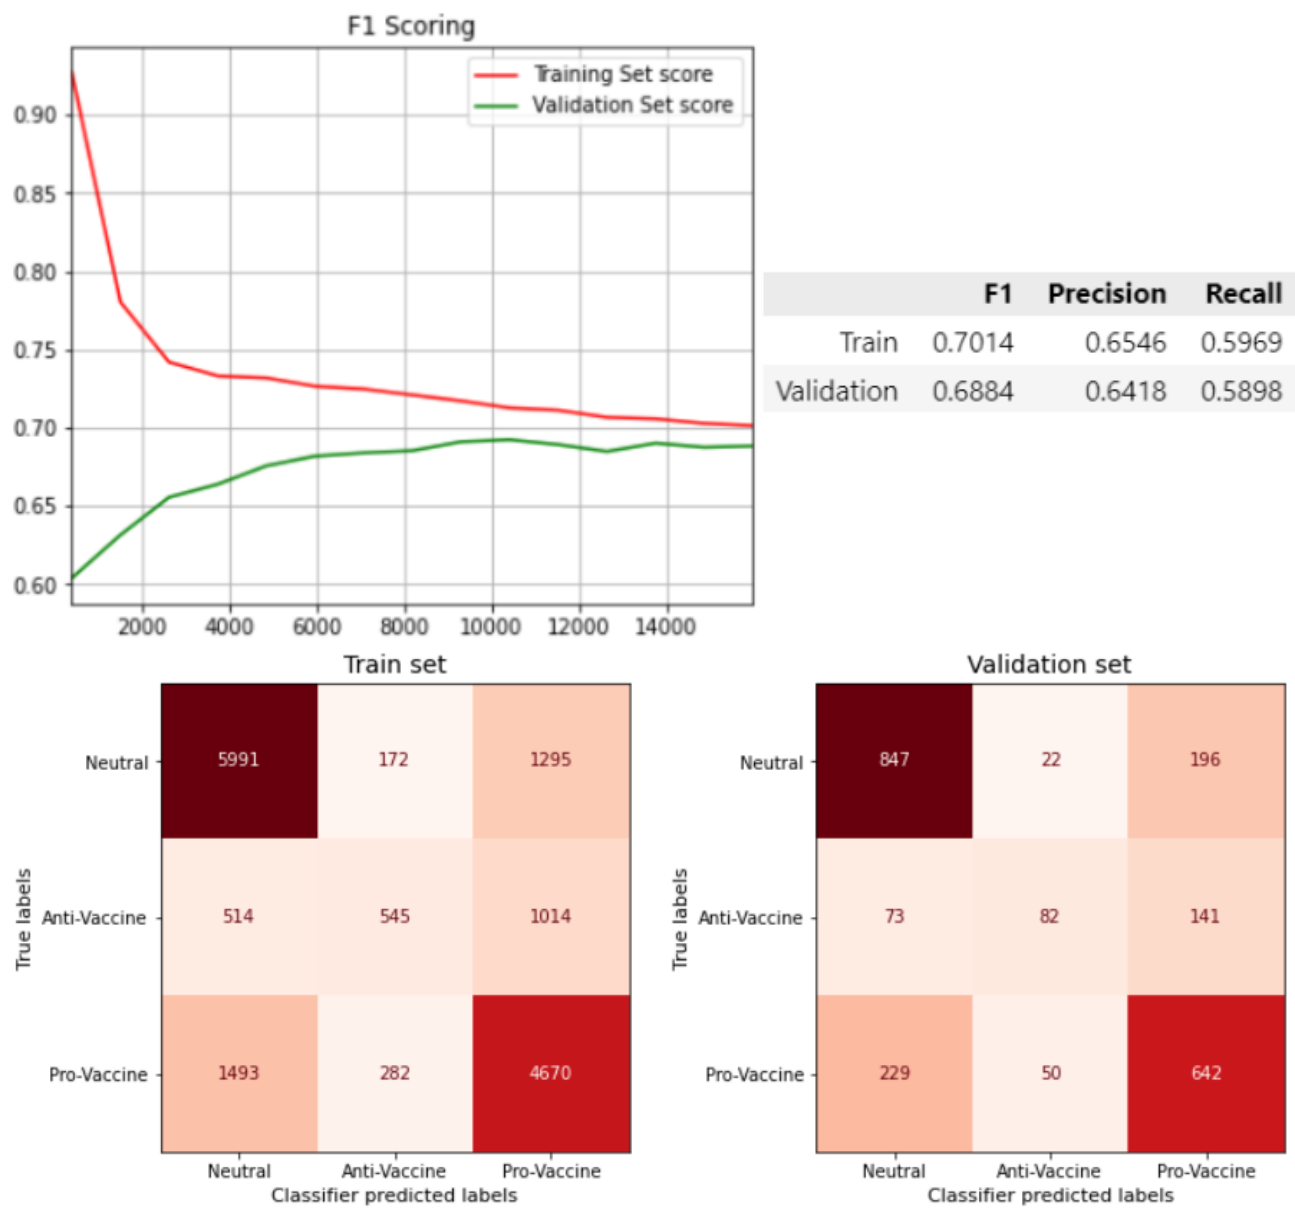 F1 Scoring
Training Set score
Validation Set score
0.90
0.85
0.80
0.75
0.70
0.65
0.60
2000 4000 6000 8000 10000 12000 14000
F1 Precision Recall
Train 0.7014 0.6546 0.5969
Validation 0.6884 0.6418 0.5898
Train set
True labels
Neutral 5991 172 1295
Anti-Vaccine 514 545 1014
Pro-Vaccine 1493 282 4670
Neutral Anti-Vaccine Pro-Vaccine
Classifier predicted labels
Validation set
True labels
Neutral 847 22 196
Anti-Vaccine 73 82 141
Pro-Vaccine 229 50 642
Neutral Anti-Vaccine Pro-Vaccine
Classifier predicted labels